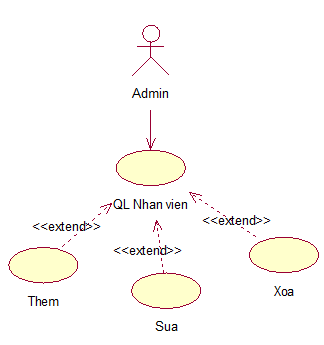 Admin
QL Nhan vien
<<extend>>
<<extend>>
<<extend>>
Them
Sua
Xoa